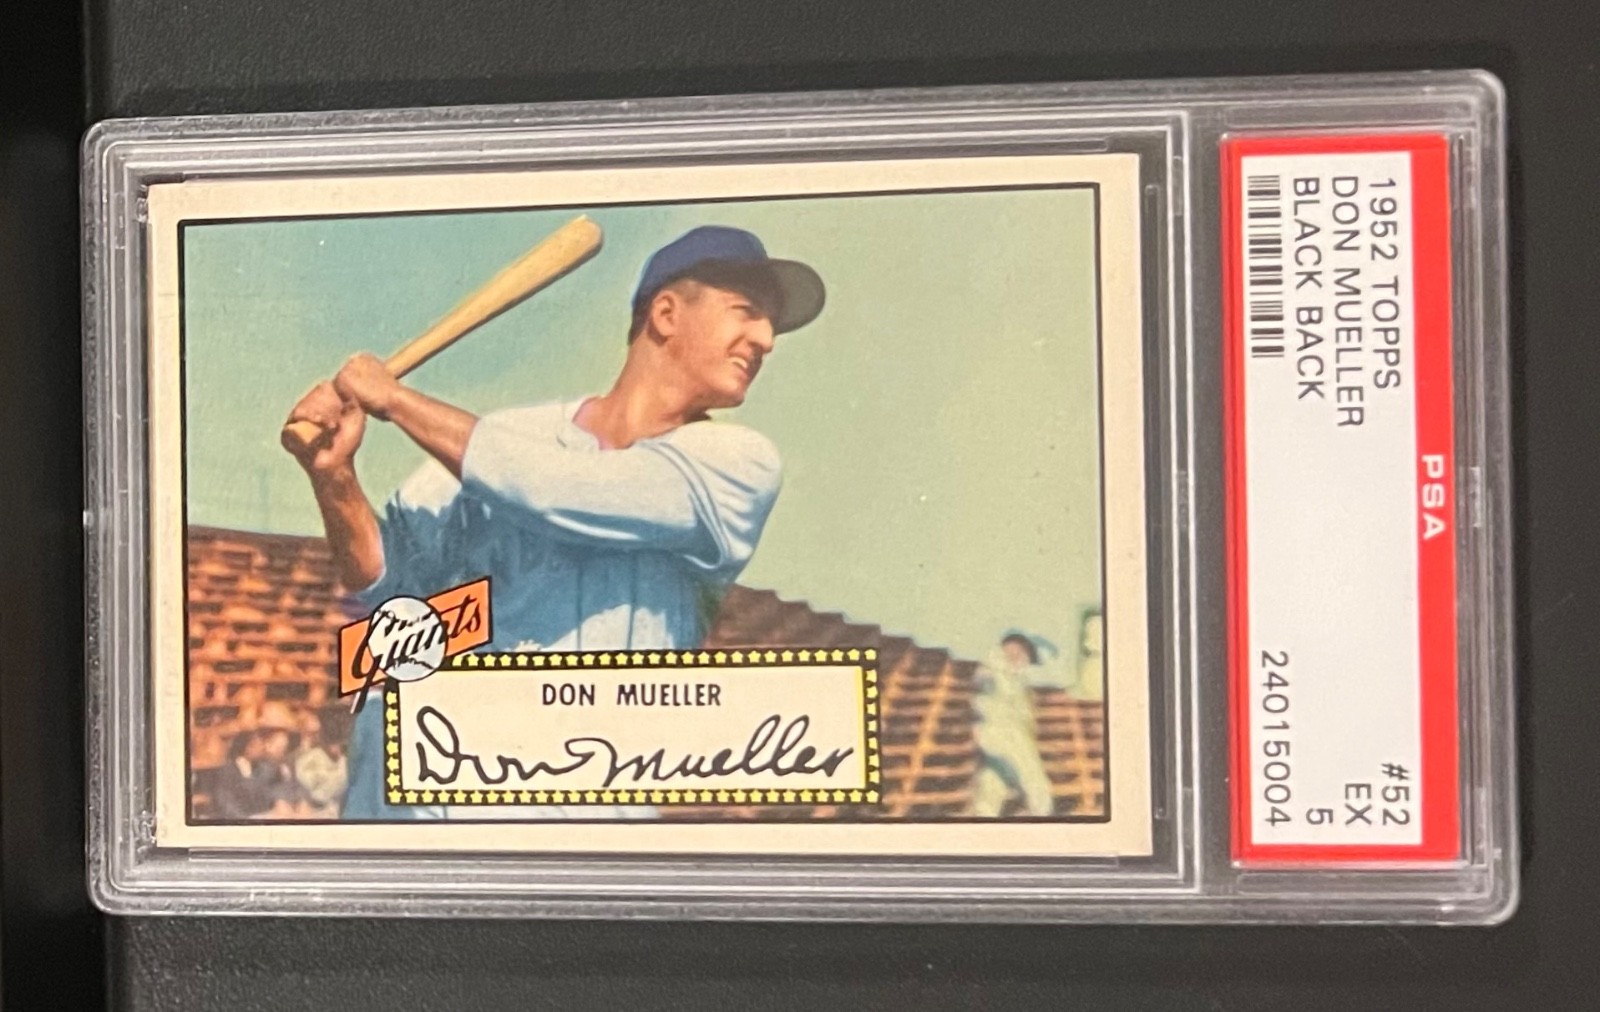 Giants
DON MUELLER
Don Mueller
PSA
1952 TOPPS #52
DON MUELLER EX
BLACK BACK 5
24015004